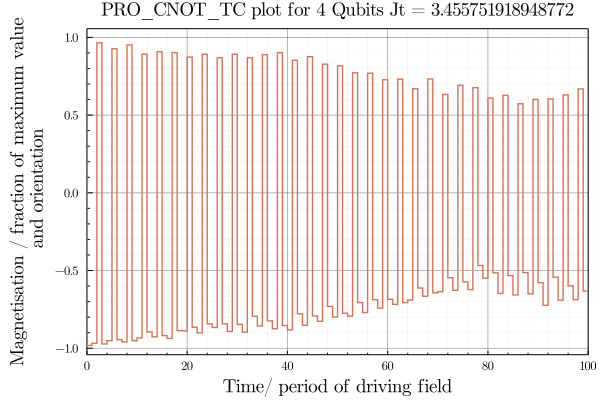 PRO_CNOT_TC plot for 4 Qubits Jt = 3.455751918948772
1.0
0.5
0.0
−0.5
−1.0
0 20 40 60 80 100
Magnetisation / fraction of maximum value
and orientation
Time/ period of driving field